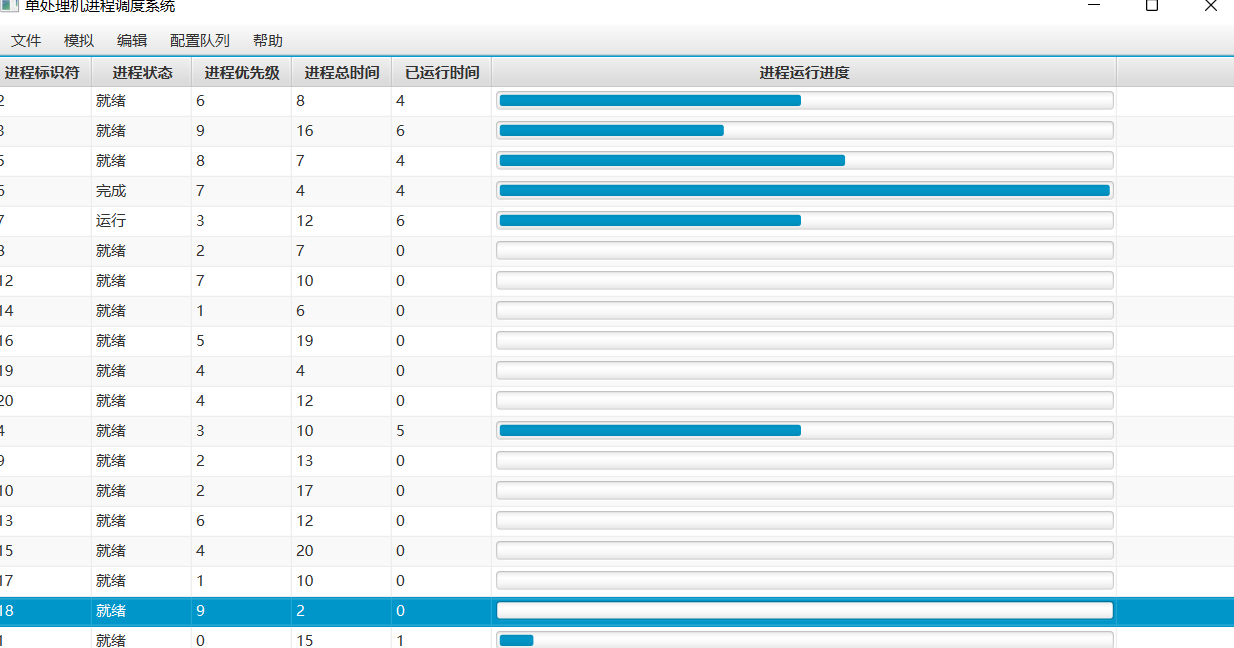 单处理机进程调度系统
文件 模拟 编辑 配置队列 帮助
进程标识符 进程状态 进程优先级 进程总时间 已运行时间 进程运行进度
2 就绪 6 8 4
就绪 9 16 6
就绪 8 7 4
完成 7 4 4
7 运行 3 12 6
就绪 2 7 0
12 就绪 7 10 0
14 就绪 1 6 0
16 就绪 5 19 0
19 就绪 4 4 0
20 就绪 4 12 0
4 就绪 3 10 5
9 就绪 2 13 0
10 就绪 2 17 0
13 就绪 6 12 0
15 就绪 4 20 0
17 就绪 1 10 0
18 就绪 9 2 0
1 就绪 0 15 1